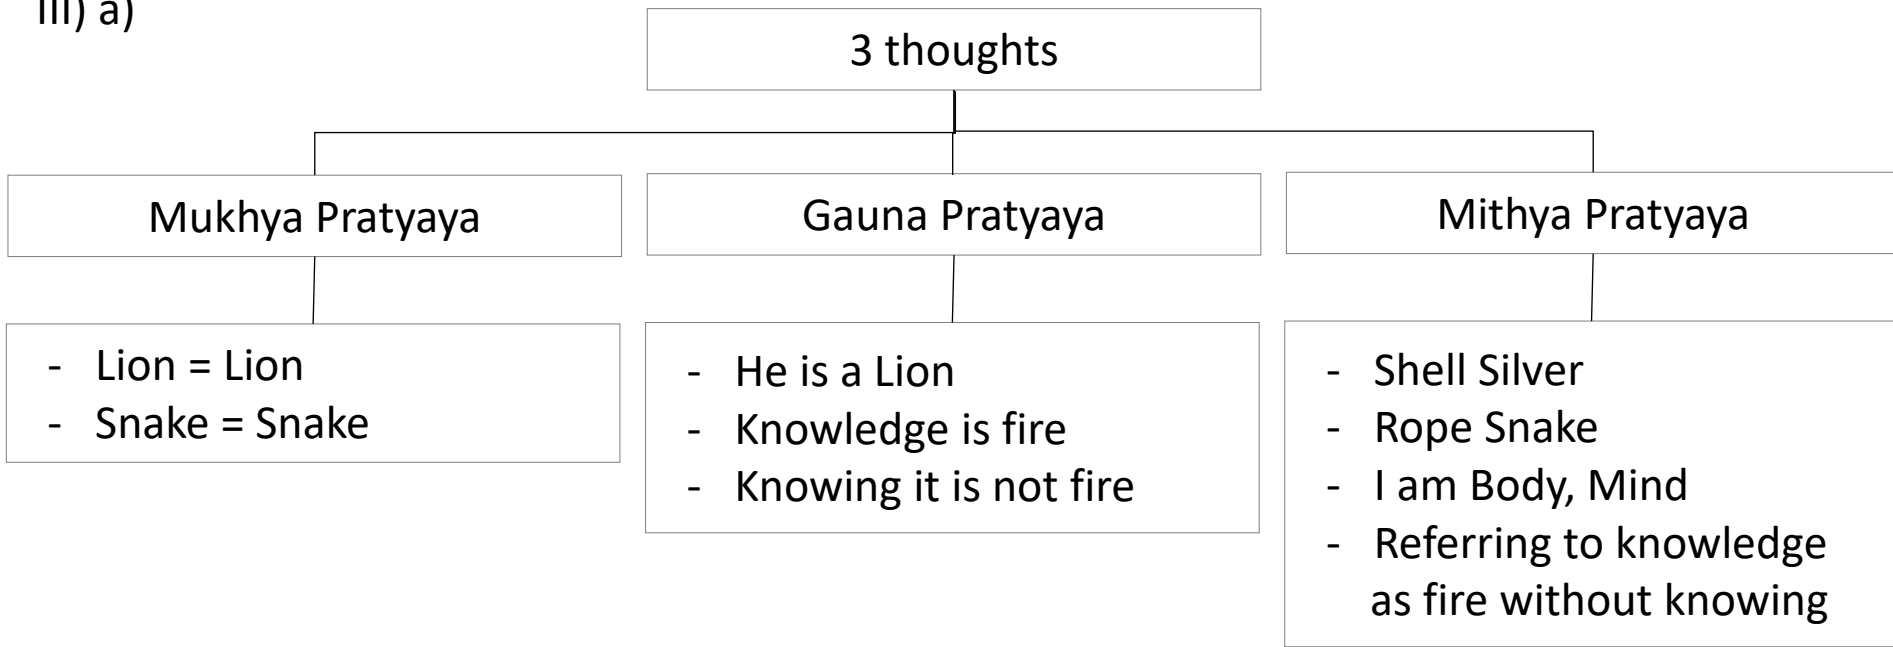 III) a)
3 thoughts
Mukhya Pratyaya
Gauna Pratyaya
Mithya Pratyaya
- Lion = Lion
- Snake = Snake
- He is a Lion
- Knowledge is fire
- Knowing it is not fire
- Shell Silver
- Rope Snake
- I am Body, Mind
- Referring to knowledge
as fire without knowing